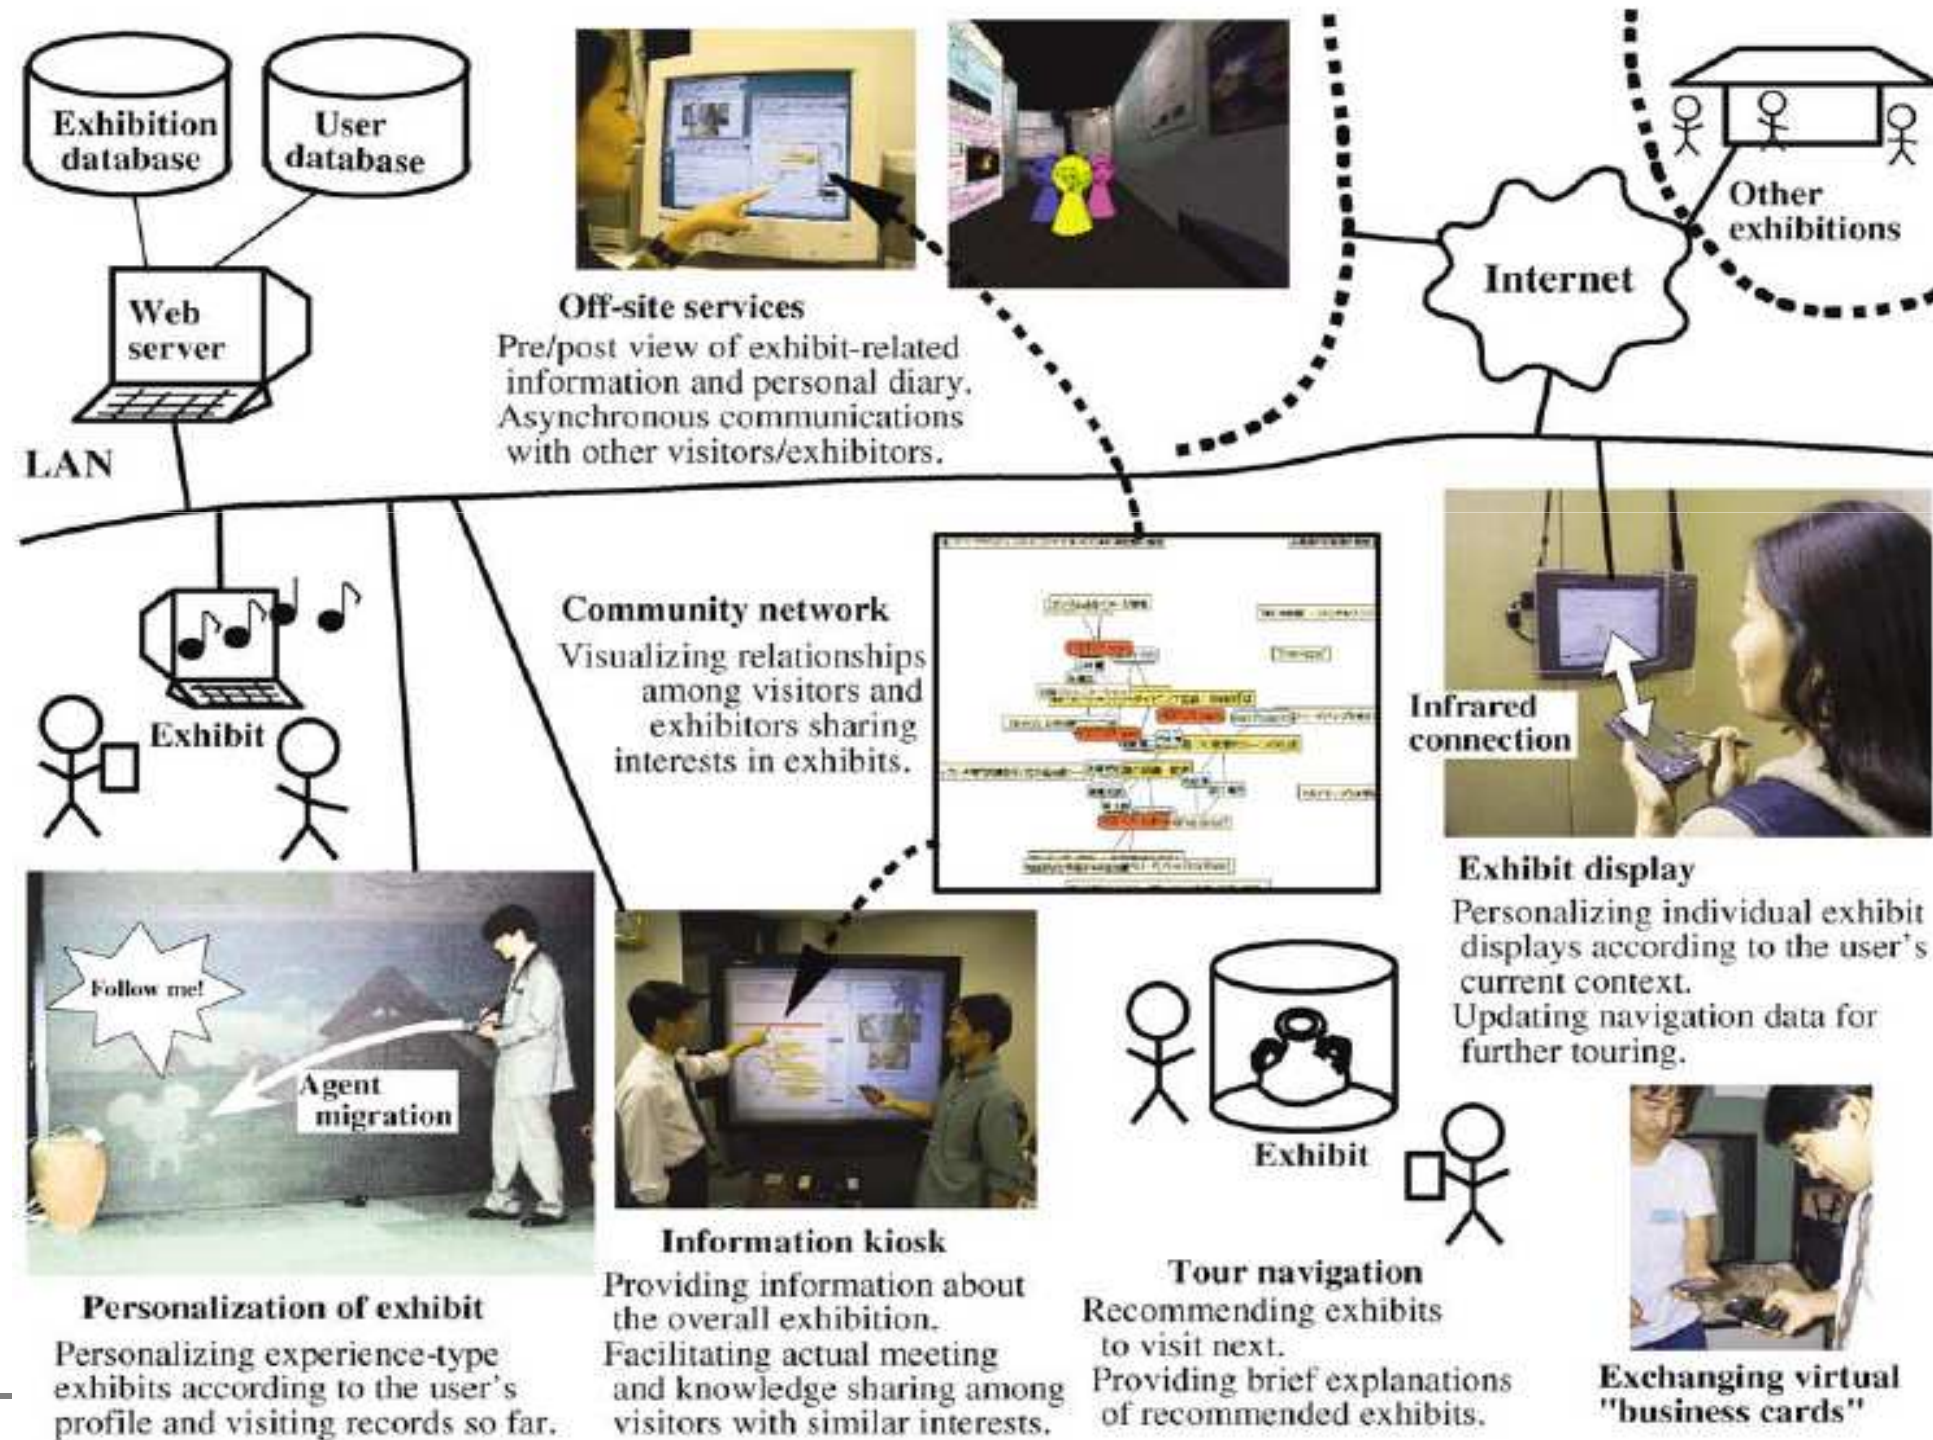 Exhibition
database
User
database
Web
server
LAN
Off-site services
Pre/post view of exhibit-related
information and personal diary.
Asynchronous communications
with other visitors/exhibitors.
Internet
Other
exhibitions
Exhibit
Community network
Visualizing relationships
among visitors and
exhibitors sharing
interests in exhibits.
Infrared
connection
Exhibit display
Personalizing individual exhibit
displays according to the user's
current context.
Updating navigation data for
further touring.
Follow me!
Agent
migration
Personalization of exhibit
Personalizing experience-type
exhibits according to the user's
profile and visiting records so far.
Information kiosk
Providing information about
the overall exhibition.
Facilitating actual meeting
and knowledge sharing among
visitors with similar interests.
Exhibit
Tour navigation
Recommending exhibits
to visit next.
Providing brief explanations
of recommended exhibits.
Exchanging virtual
"business cards"